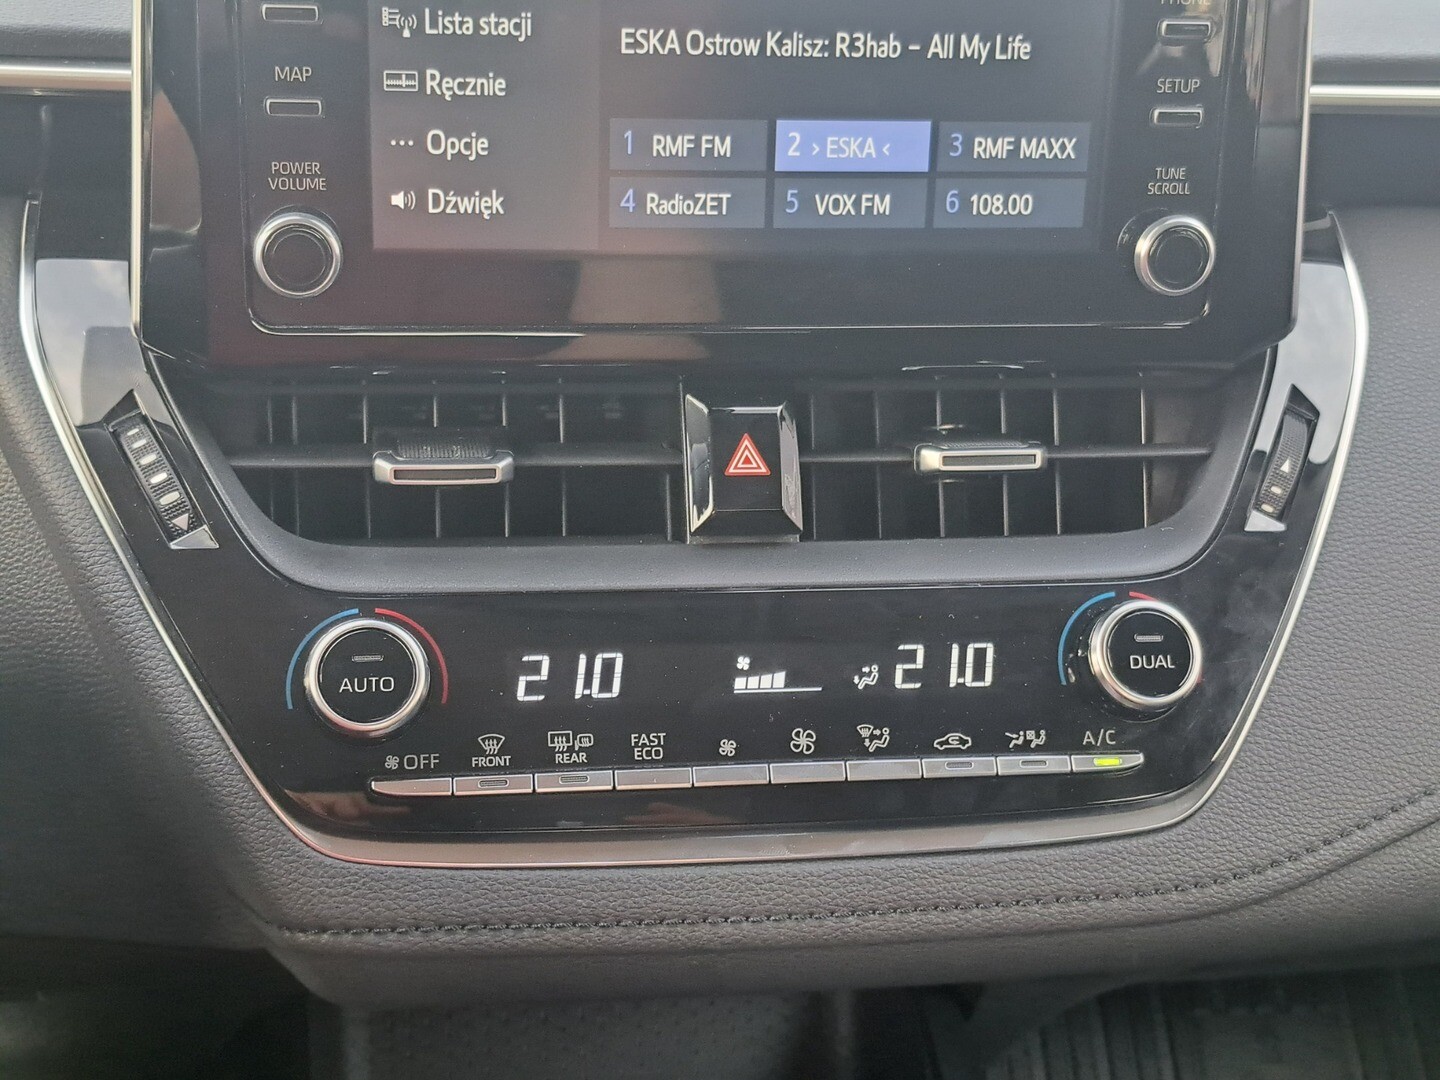 Lista stacji
Ręcznie
Opcje
Dźwięk
ESKA Ostrow Kalisz: R3hab - All My Life
1 RMF FM
2 › ESKA ‹
3 RMF MAXX
4 RadioZET
5 VOX FM
6 108.00
MAP
POWER
VOLUME
PHONE
SETUP
TUNE
SCROLL
AUTO
21.0
21.0
DUAL
OFF
FRONT
REAR
FAST
ECO
A/C